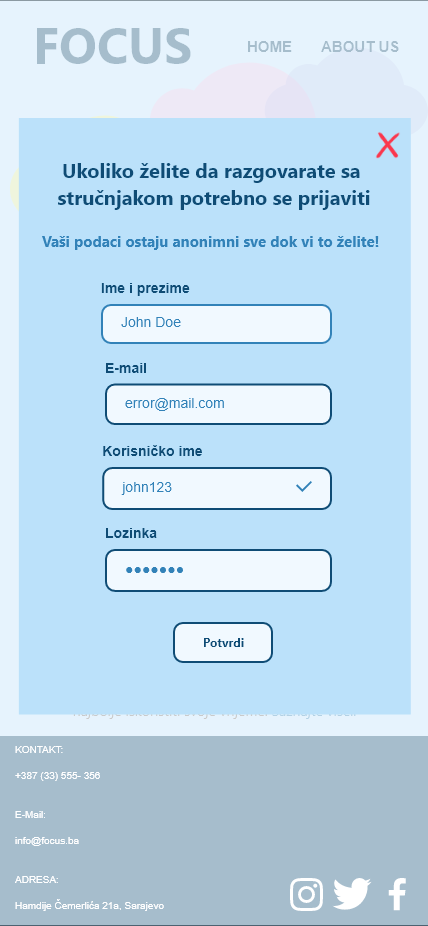 FOCUS
HOME ABOUT US
Ukoliko želite da razgovarate sa
stručnjakom potrebno se prijaviti
Vaši podaci ostaju anonimni sve dok vi to želite!
Ime i prezime
John Doe
E-mail
error@mail.com
Korisničko ime
john123
Lozinka
Potvrdi
KONTAKT:
+387 (33) 555- 356
E-Mail:
info@focus.ba
ADRESA:
Hamdije Čemerlića 21a, Sarajevo